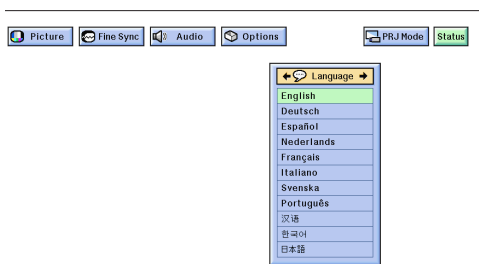 Picture Fine Sync Audio Options PRJ Mode Status
Language
English
Deutsch
Español
Nederlands
Français
Italiano
Svenska
Português
汉语
한국어
日本語